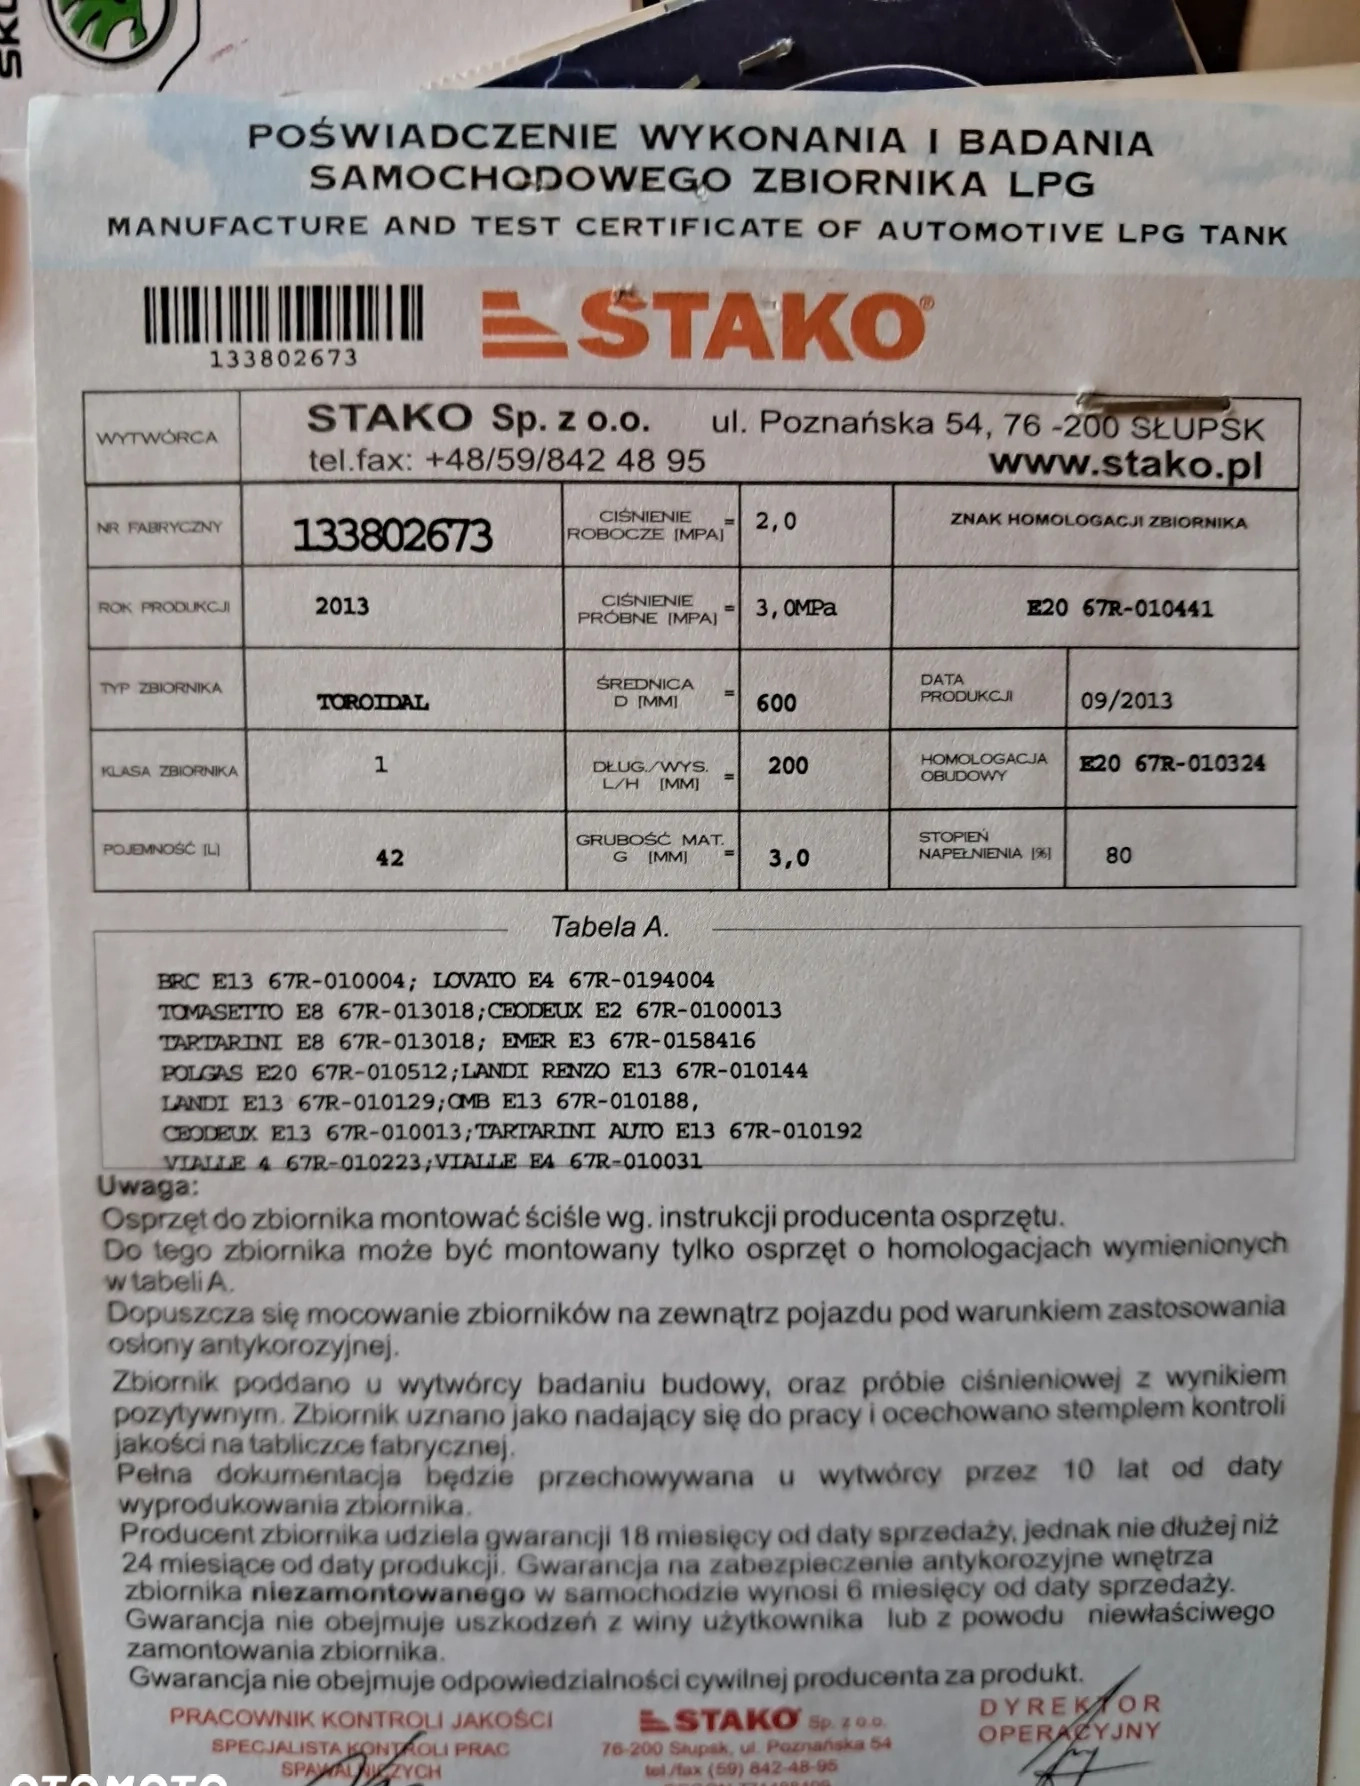 POŚWIADCZENIE WYKONANIA I BADANIA
SAMOCHODOWEGO ZBIORNIKA LPG
MANUFACTURE AND TEST CERTIFICATE OF AUTOMOTIVE LPG TANK
133802673
STAKO®
WYTWÓRCA
STAKO Sp. z o.o. ul. Poznańska 54, 76 -200 SŁUPSK
tel.fax: +48/59/842 48 95 www.stako.pl
NR FABRYCZNY 133802673 CIŚNIENIE ROBOCZE [MPA] = 2,0 ZNAK HOMOLOGACJI ZBIORNIKA
ROK PRODUKCJI 2013 CIŚNIENIE PRÓBNE [MPA] = 3,0MPa E20 67R-010441
TYP ZBIORNIKA TOROIDAL ŚREDNICA D [MM] = 600 DATA PRODUKCJI 09/2013
KLASA ZBIORNIKA 1 DŁUG./WYS. L/H [MM] = 200 HOMOLOGACJA OBUDOWY E20 67R-010324
POJEMNOŚĆ [L] 42 GRUBOŚĆ MAT. G [MM] = 3,0 STOPIEŃ NAPEŁNIENIA [%] 80
Tabela A.
BRC E13 67R-010004; LOVATO E4 67R-0194004
TOMASETTO E8 67R-013018;CEODEUX E2 67R-0100013
TARTARINI E8 67R-013018; EMER E3 67R-0158416
POLGAS E20 67R-010512;LANDI RENZO E13 67R-010144
LANDI E13 67R-010129;OMB E13 67R-010188,
CEODEUX E13 67R-010013;TARTARINI AUTO E13 67R-010192
VIALLE 4 67R-010223;VIALLE E4 67R-010031
Uwaga:
Osprzęt do zbiornika montować ściśle wg. instrukcji producenta osprzętu.
Do tego zbiornika może być montowany tylko osprzęt o homologacjach wymienionych
w tabeli A.
Dopuszcza się mocowanie zbiorników na zewnątrz pojazdu pod warunkiem zastosowania
osłony antykorozyjnej.
Zbiornik poddano u wytwórcy badaniu budowy, oraz próbie ciśnieniowej z wynikiem
pozytywnym. Zbiornik uznano jako nadający się do pracy i ocechowano stemplem kontroli
jakości na tabliczce fabrycznej.
Pełna dokumentacja będzie przechowywana u wytwórcy przez 10 lat od daty
wyprodukowania zbiornika.
Producent zbiornika udziela gwarancji 18 miesięcy od daty sprzedaży, jednak nie dłużej niż
24 miesiące od daty produkcji. Gwarancja na zabezpieczenie antykorozyjne wnętrza
zbiornika niezamontowanego w samochodzie wynosi 6 miesięcy od daty sprzedaży.
Gwarancja nie obejmuje uszkodzeń z winy użytkownika lub z powodu niewłaściwego
zamontowania zbiornika.
Gwarancja nie obejmuje odpowiedzialności cywilnej producenta za produkt.
PRACOWNIK KONTROLI JAKOŚCI
SPECJALISTA KONTROLI PRAC
SPAWALNICZYCH
STAKO Sp. z o.o.
76-200 Słupsk, ul. Poznańska 54
tel./fax (59) 842-48-95
DYREKTOR
OPERACYJNY